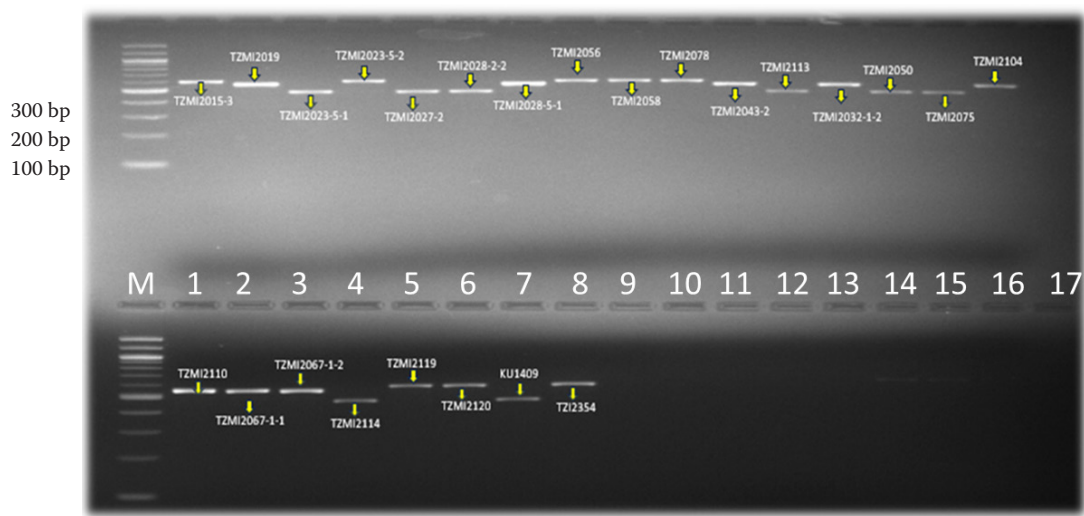 TZMI2019
TZMI2023-5-2
TZMI2028-2-2
TZMI2056
TZMI2078
TZMI2113
TZMI2050
TZMI2104
TZMI2015-3
TZMI2023-5-1
TZMI2027-2
TZMI2028-5-1
TZMI2058
TZMI2043-2
TZMI2032-1-2
TZMI2075
300 bp
200 bp
100 bp
M 1 2 3 4 5 6 7 8 9 10 11 12 13 14 15 16 17
TZMI2110
TZMI2067-1-2
TZMI2119
KU1409
TZMI2067-1-1
TZMI2114
TZMI2120
TZI2354